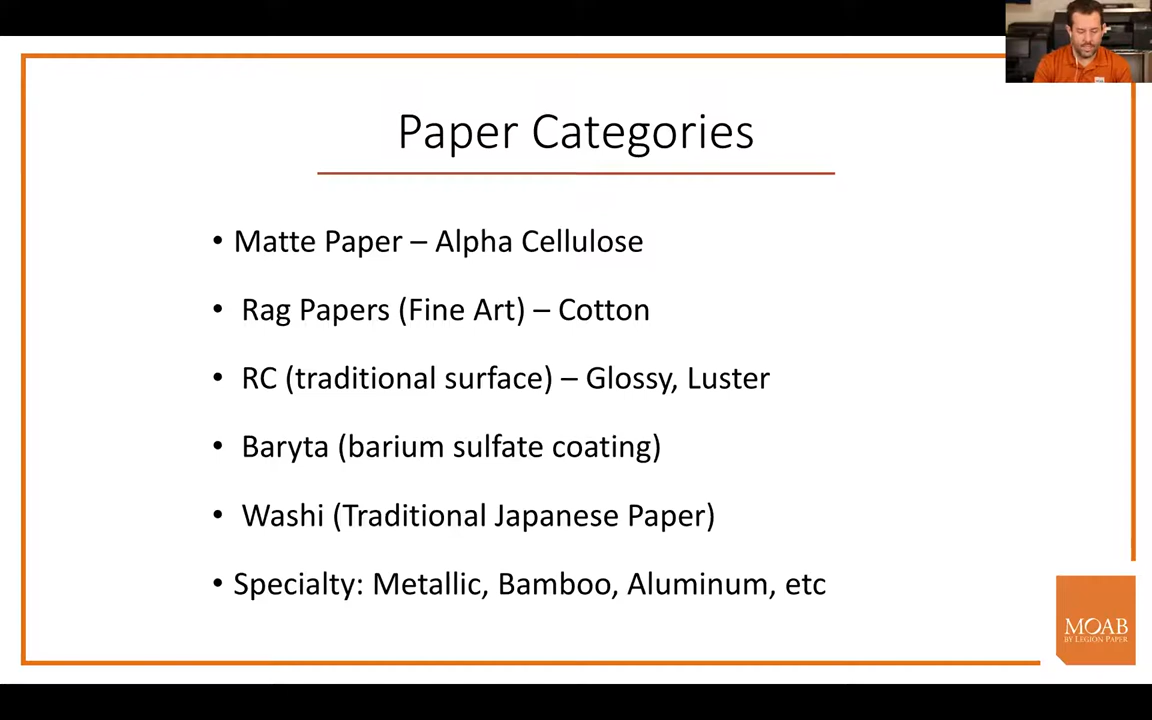 Paper Categories
• Matte Paper – Alpha Cellulose
• Rag Papers (Fine Art) – Cotton
• RC (traditional surface) – Glossy, Luster
• Baryta (barium sulfate coating)
• Washi (Traditional Japanese Paper)
• Specialty: Metallic, Bamboo, Aluminum, etc
MOAB
BY LEGION PAPER